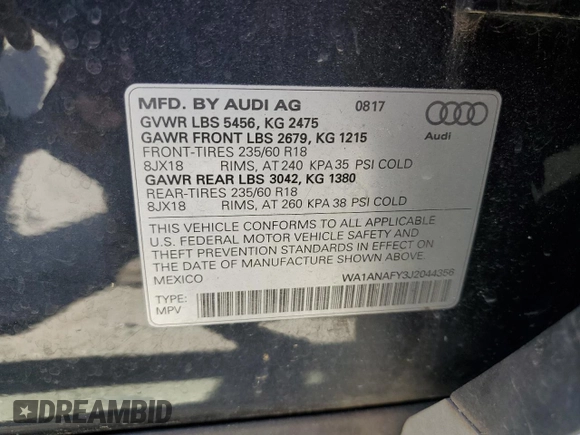 MFD. BY AUDI AG 0817
GVWR LBS 5456, KG 2475
GAWR FRONT LBS 2679, KG 1215
FRONT-TIRES 235/60 R18
8JX18 RIMS, AT 240 KPA 35 PSI COLD
GAWR REAR LBS 3042, KG 1380
REAR-TIRES 235/60 R18
8JX18 RIMS, AT 260 KPA 38 PSI COLD
Audi
THIS VEHICLE CONFORMS TO ALL APPLICABLE
U.S. FEDERAL MOTOR VEHICLE SAFETY AND
THEFT PREVENTION STANDARDS IN EFFECT ON
THE DATE OF MANUFACTURE SHOWN ABOVE.
MEXICO WA1ANAFY3J2044356
TYPE:
MPV
DREAMBID